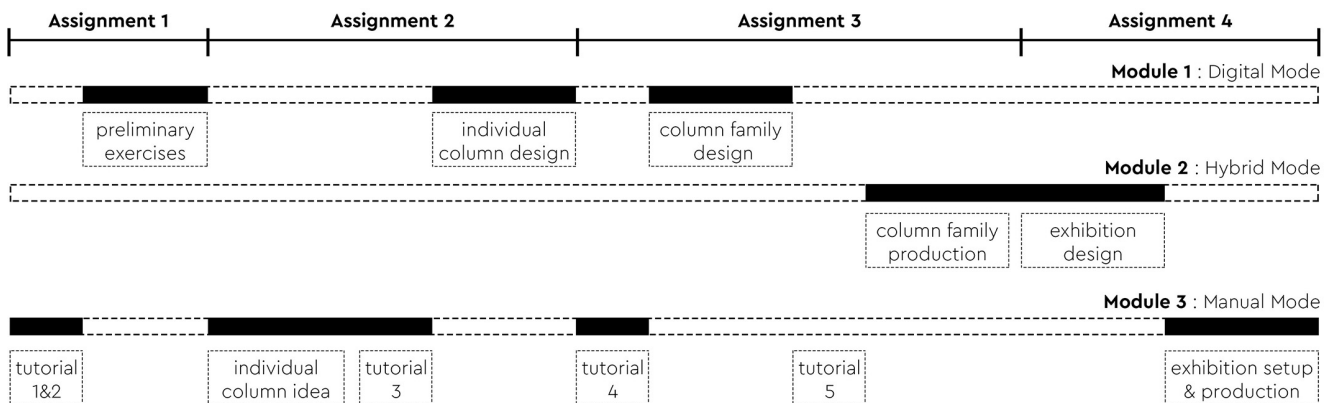 Assignment 1 Assignment 2 Assignment 3 Assignment 4
Module 1 : Digital Mode
preliminary
exercises
individual
column design
column family
design
Module 2 : Hybrid Mode
column family
production
exhibition
design
Module 3 : Manual Mode
tutorial
1&2
individual
column idea
tutorial
3
tutorial
4
tutorial
5
exhibition setup
& production